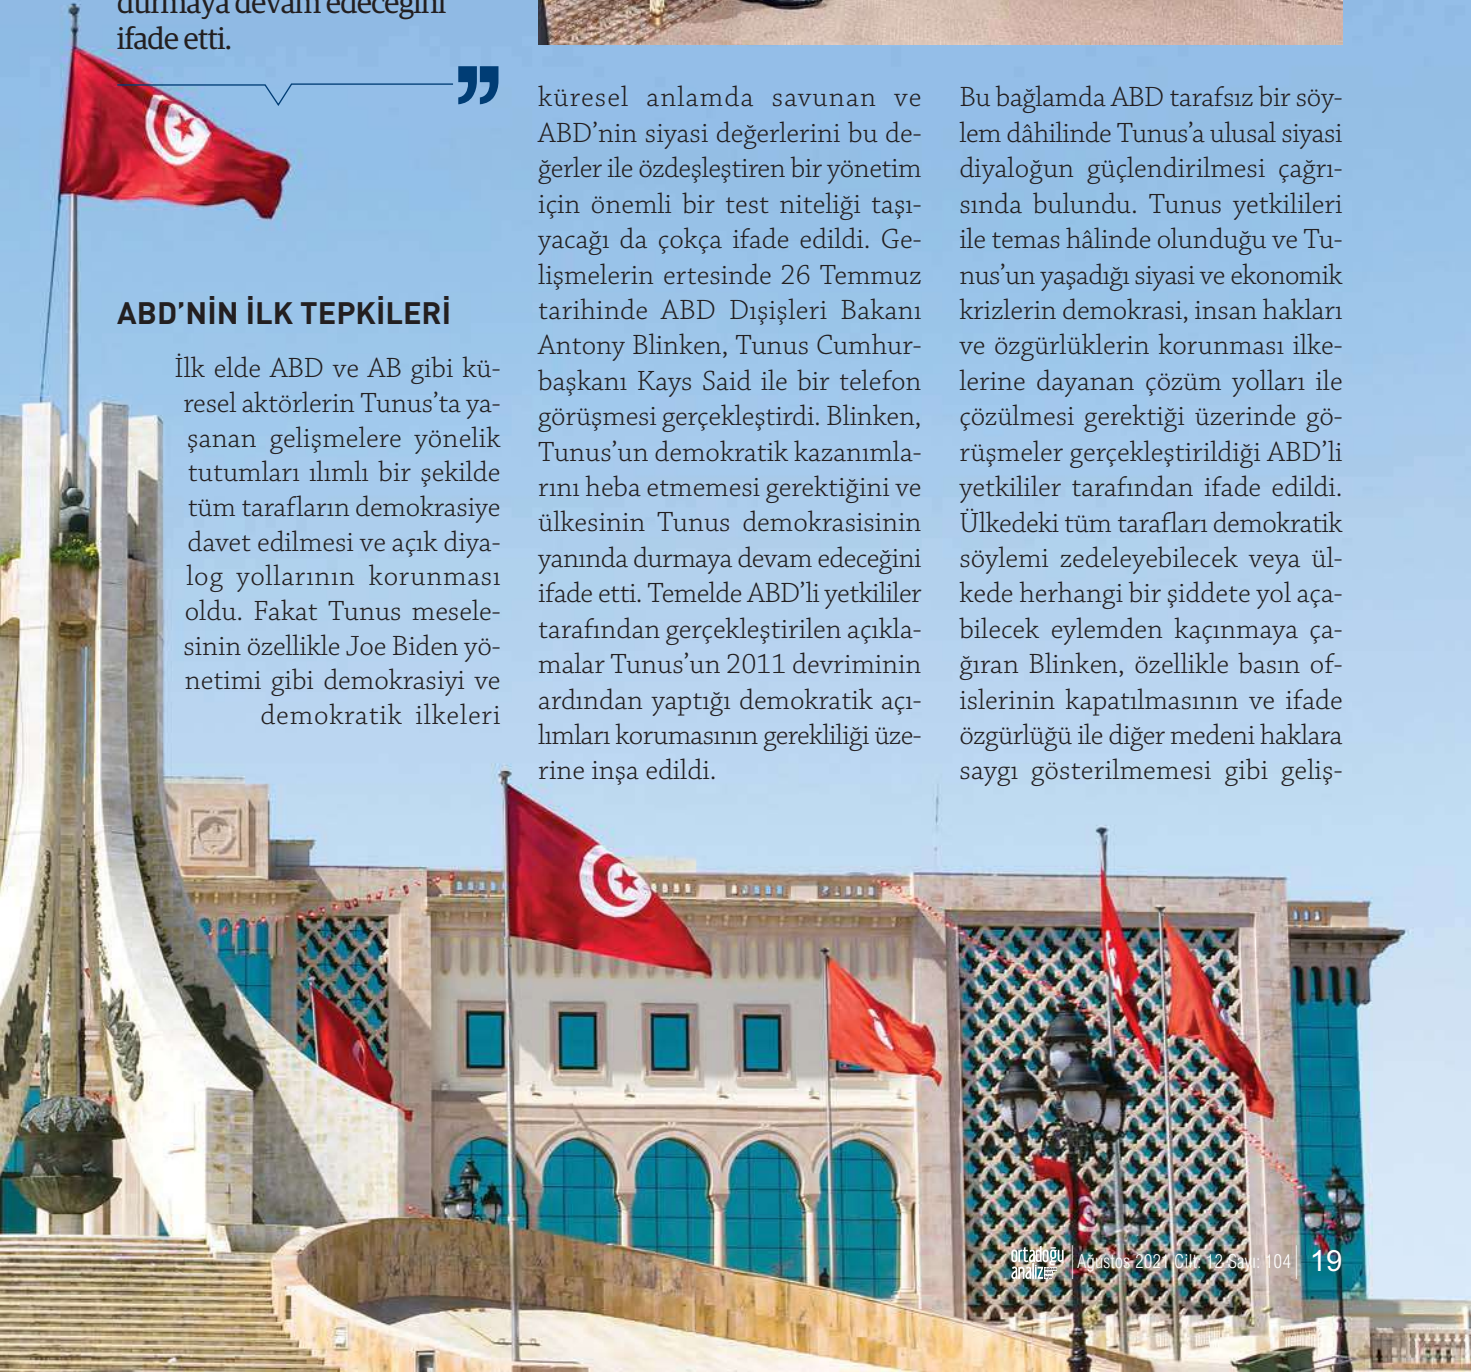 durmaya devam edeceğini
ifade etti.
”
ABD’NİN İLK TEPKİLERİ
İlk elde ABD ve AB gibi kü-
resel aktörlerin Tunus’ta ya-
şanan gelişmelere yönelik
tutumları ılımlı bir şekilde
tüm tarafların demokrasiye
davet edilmesi ve açık diya-
log yollarının korunması
oldu. Fakat Tunus mesele-
sinin özellikle Joe Biden yö-
netimi gibi demokrasiyi ve
demokratik ilkeleri
küresel anlamda savunan ve
ABD’nin siyasi değerlerini bu de-
ğerler ile özdeşleştiren bir yönetim
için önemli bir test niteliği taşı-
yacağı da çokça ifade edildi. Ge-
lişmelerin ertesinde 26 Temmuz
tarihinde ABD Dışişleri Bakanı
Antony Blinken, Tunus Cumhur-
başkanı Kays Said ile bir telefon
görüşmesi gerçekleştirdi. Blinken,
Tunus’un demokratik kazanımla-
rını heba etmemesi gerektiğini ve
ülkesinin Tunus demokrasisinin
yanında durmaya devam edeceğini
ifade etti. Temelde ABD’li yetkililer
tarafından gerçekleştirilen açıkla-
malar Tunus’un 2011 devriminin
ardından yaptığı demokratik açı-
lımları korumasının gerekliliği üze-
rine inşa edildi.
Bu bağlamda ABD tarafsız bir söy-
lem dâhilinde Tunus’a ulusal siyasi
diyaloğun güçlendirilmesi çağrı-
sında bulundu. Tunus yetkilileri
ile temas hâlinde olunduğu ve Tu-
nus’un yaşadığı siyasi ve ekonomik
krizlerin demokrasi, insan hakları
ve özgürlüklerin korunması ilke-
lerine dayanan çözüm yolları ile
çözülmesi gerektiği üzerinde gö-
rüşmeler gerçekleştirildiği ABD’li
yetkililer tarafından ifade edildi.
Ülkedeki tüm tarafları demokratik
söylemi zedeleyebilecek veya ül-
kede herhangi bir şiddete yol aça-
bilecek eylemden kaçınmaya ça-
ğıran Blinken, özellikle basın of-
islerinin kapatılmasının ve ifade
özgürlüğü ile diğer medeni haklara
saygı gösterilmemesi gibi geliş-
ortadoğu
analiz
Ağustos 2021 Cilt: 12 Sayı: 104
19